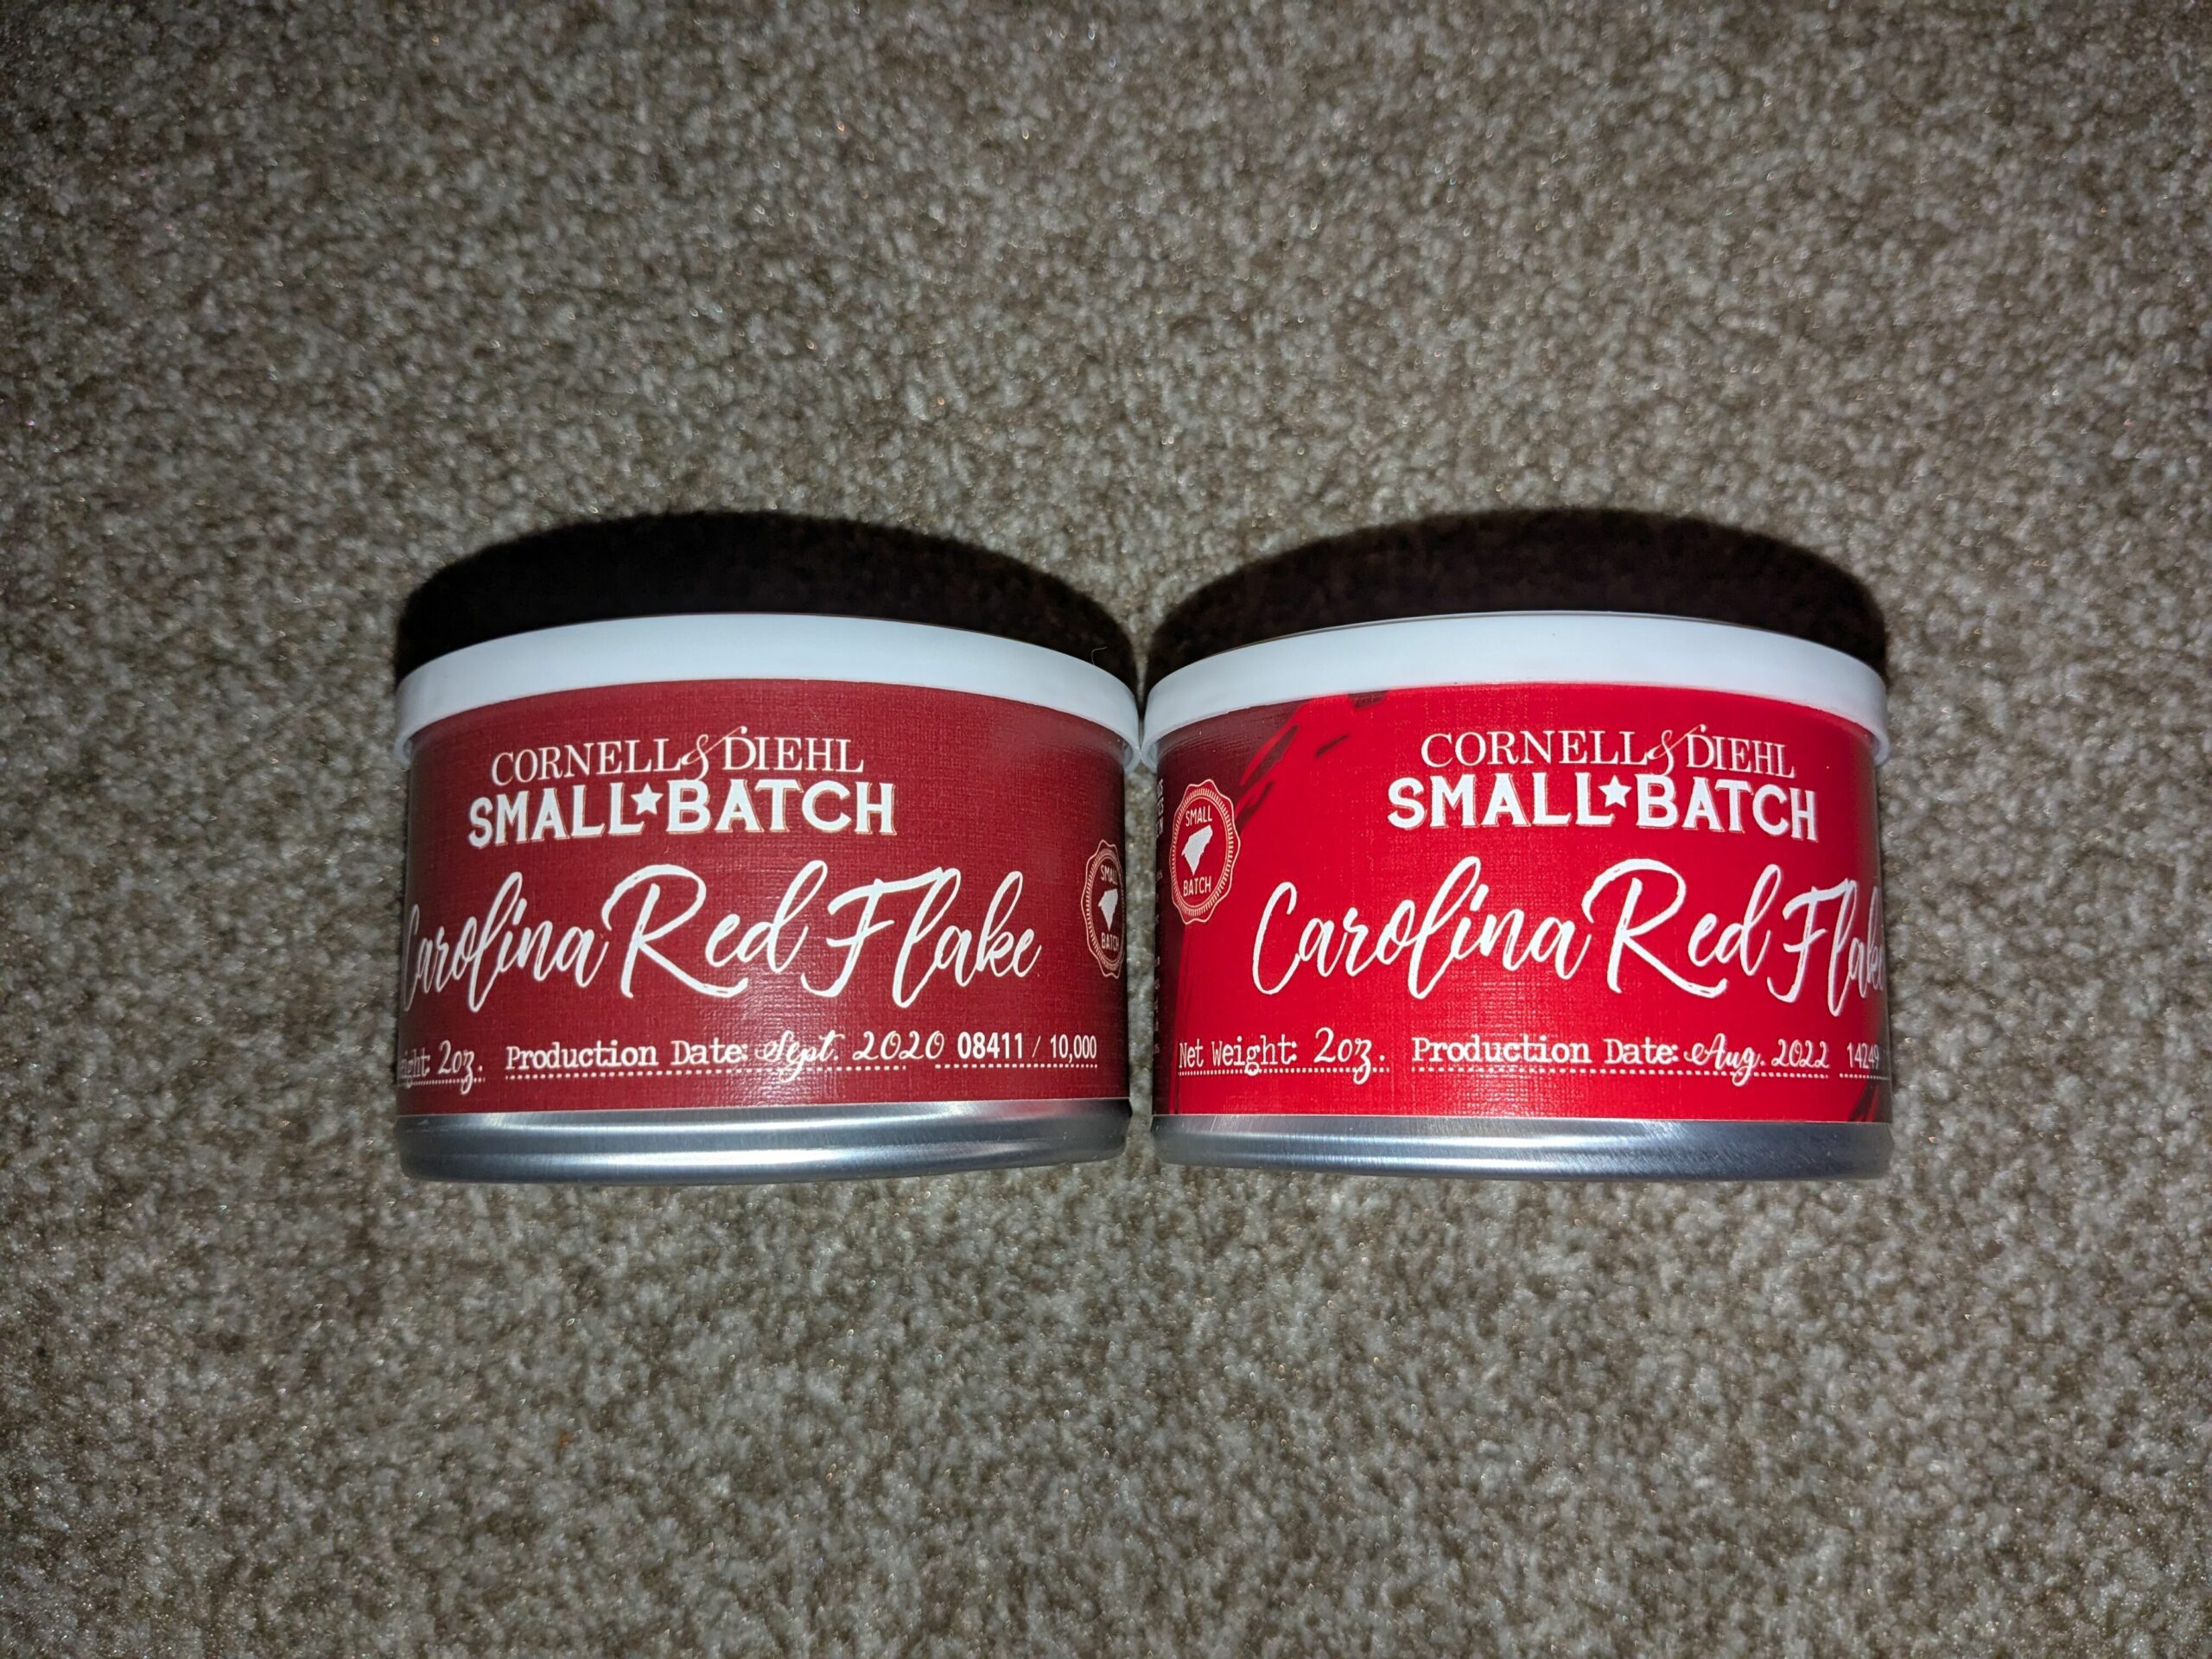 CORNELL & DIEHL
SMALL★BATCH
Carolina Red Flake
2oz. Production Date: Sept. 2020 08411 / 10,000
SMALL
BATCH
CORNELL & DIEHL
SMALL★BATCH
Carolina Red Flake
Net Weight: 2oz. Production Date: Aug. 2022 14249
SMALL
BATCH